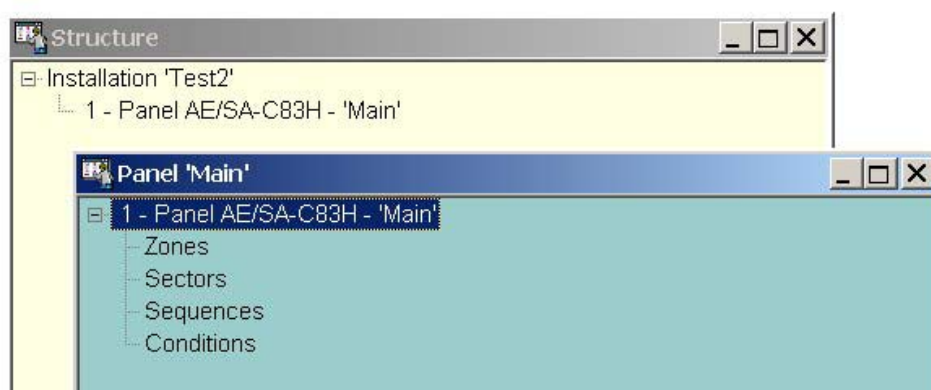 Structure
Installation 'Test2'
1 - Panel AE/SA-C83H - 'Main'
Panel 'Main'
1 - Panel AE/SA-C83H - 'Main'
Zones
Sectors
Sequences
Conditions